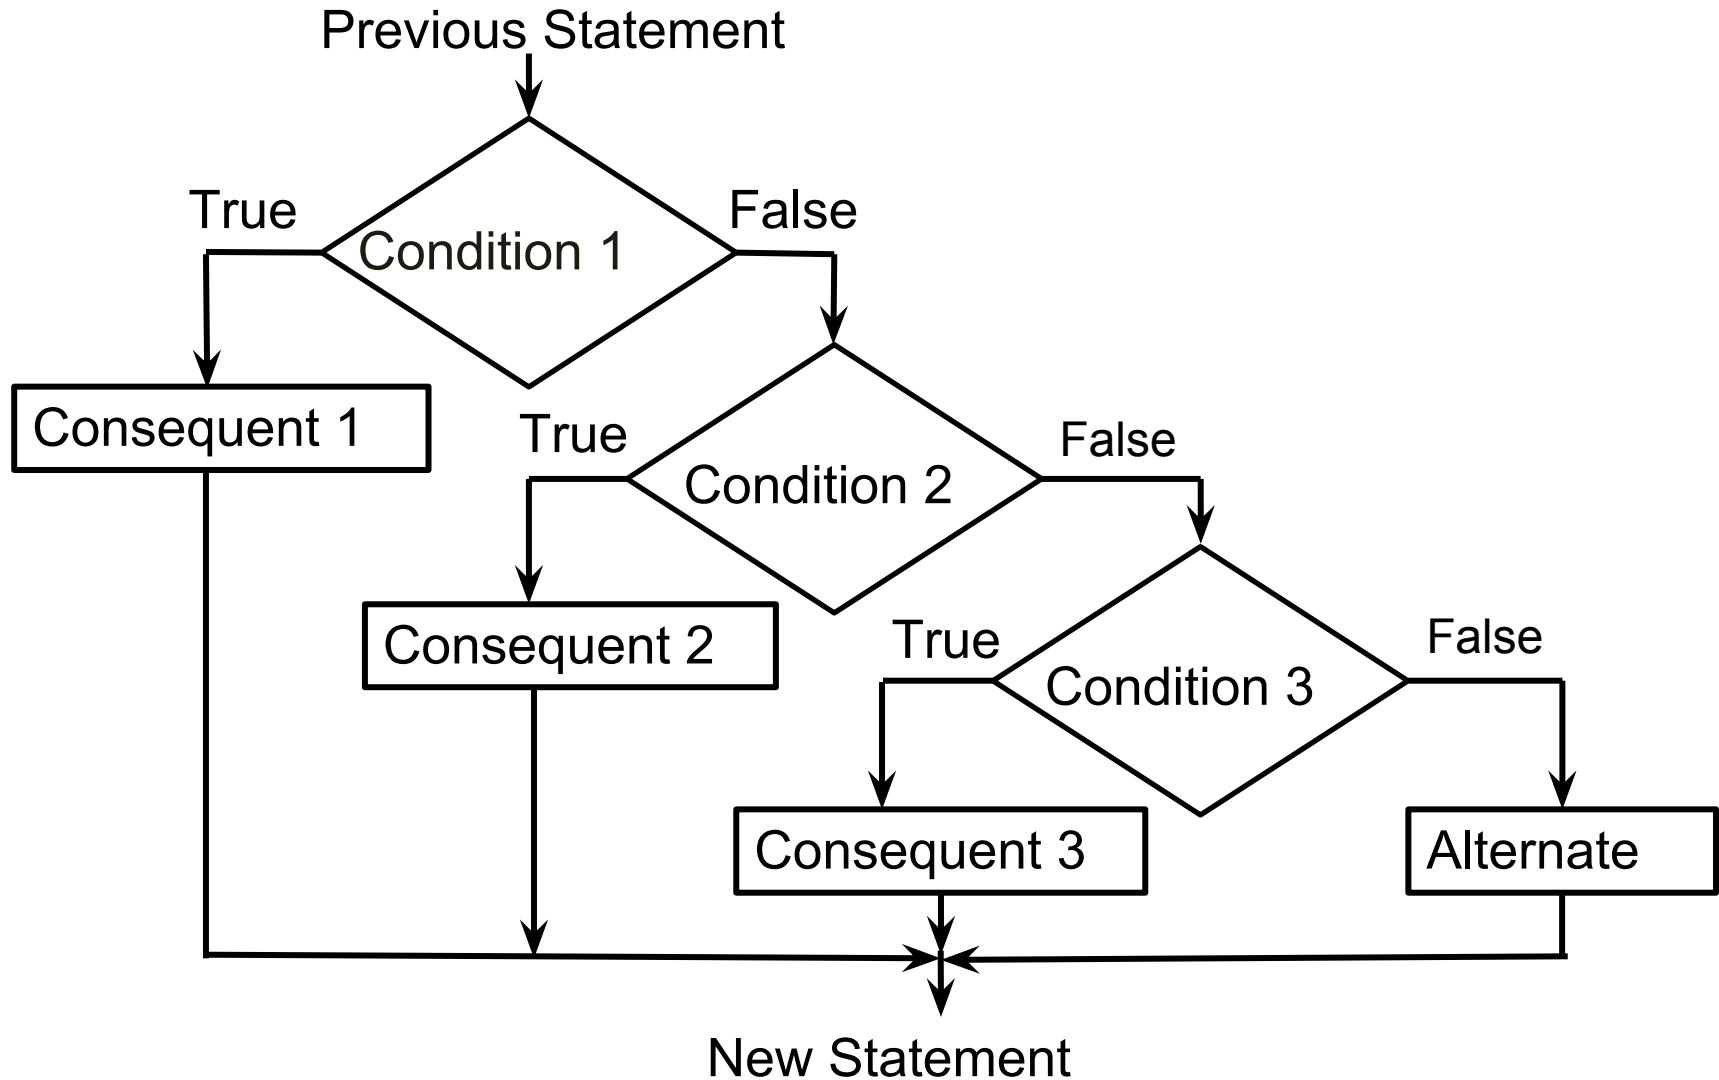 Previous Statement
True
False
Condition 1
Consequent 1
True
False
Condition 2
Consequent 2
True
False
Condition 3
Consequent 3
Alternate
New Statement